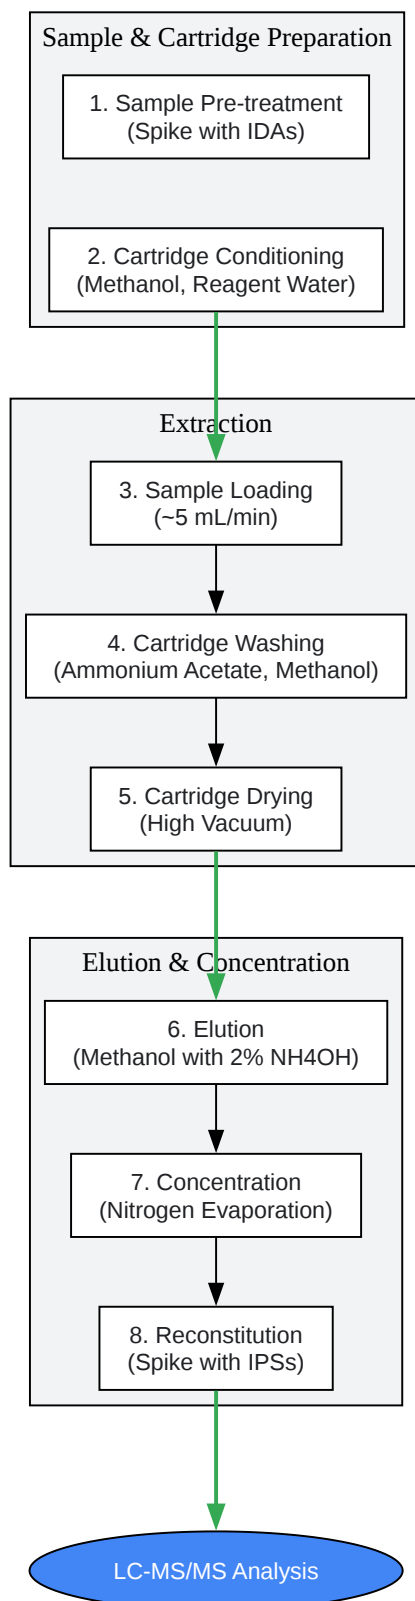 Sample & Cartridge Preparation
1. Sample Pre-treatment
(Spike with IDAs)
2. Cartridge Conditioning
(Methanol, Reagent Water)
Extraction
3. Sample Loading
(~5 mL/min)
4. Cartridge Washing
(Ammonium Acetate, Methanol)
5. Cartridge Drying
(High Vacuum)
Elution & Concentration
6. Elution
(Methanol with 2% NH4OH)
7. Concentration
(Nitrogen Evaporation)
8. Reconstitution
(Spike with IPSs)
LC-MS/MS Analysis